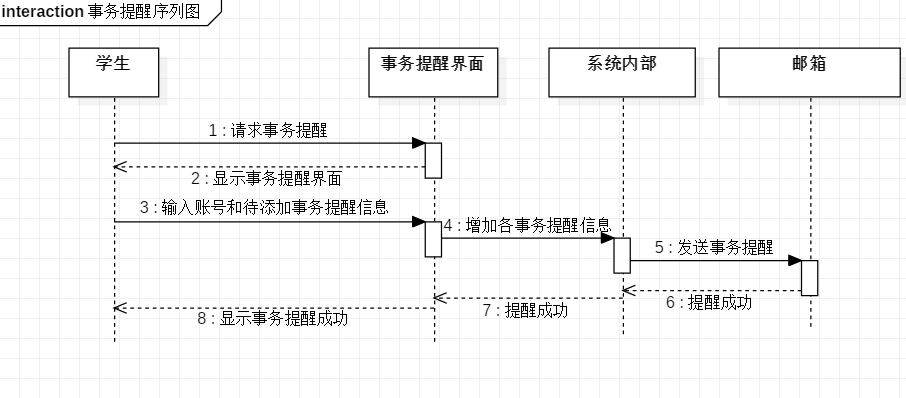 interaction 事务提醒序列图
学生
事务提醒界面
系统内部
邮箱
1 : 请求事务提醒
2 : 显示事务提醒界面
3 : 输入账号和待添加事务提醒信息
4 : 增加各事务提醒信息
5 : 发送事务提醒
6 : 提醒成功
7 : 提醒成功
8 : 显示事务提醒成功